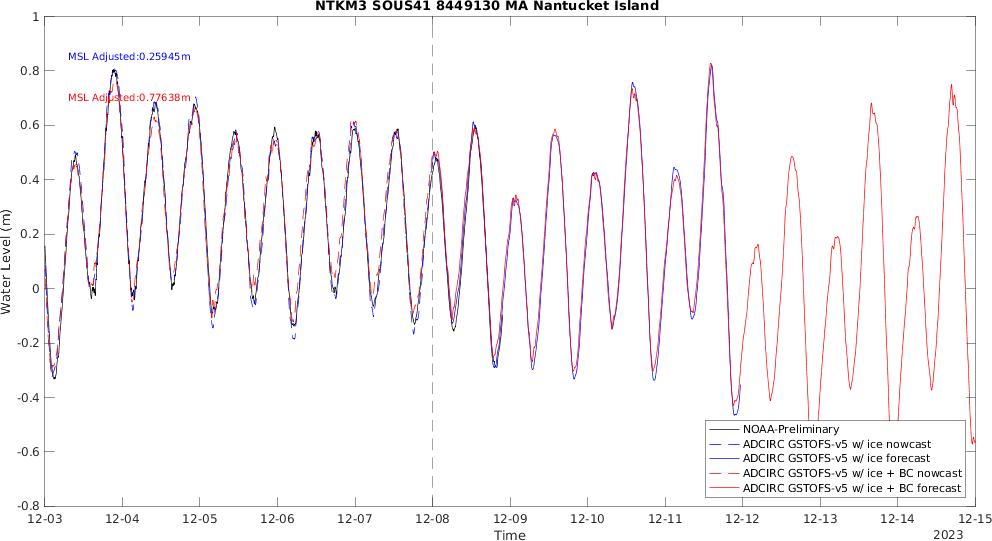 NTKM3 SOUS41 8449130 MA Nantucket Island
1
0.8
0.6
0.4
0.2
0
-0.2
-0.4
-0.6
-0.8
Water Level (m)
MSL Adjusted:0.25945m
MSL Adjusted:0.77638m
NOAA-Preliminary
ADCIRC GSTOFS-v5 w/ ice nowcast
ADCIRC GSTOFS-v5 w/ ice forecast
ADCIRC GSTOFS-v5 w/ ice + BC nowcast
ADCIRC GSTOFS-v5 w/ ice + BC forecast
12-03 12-04 12-05 12-06 12-07 12-08 12-09 12-10 12-11 12-12 12-13 12-14 12-15
Time
2023